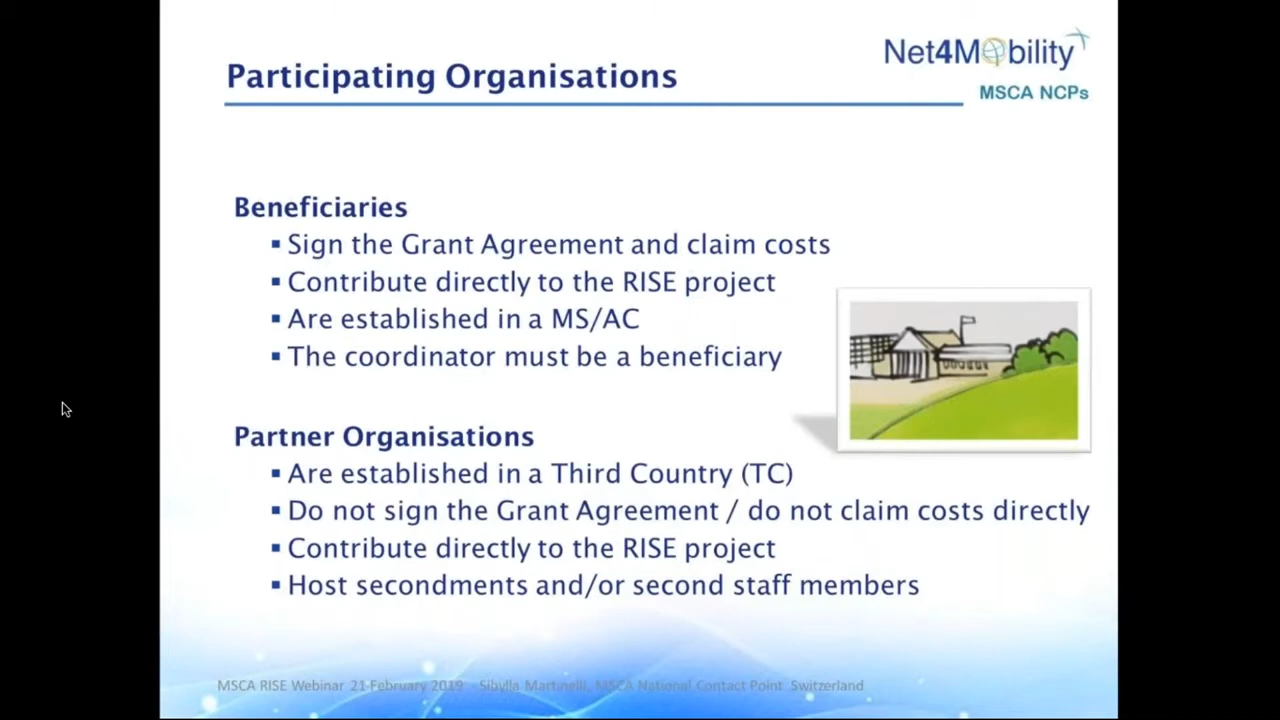 Net4Mobility
MSCA NCPs
Participating Organisations
Beneficiaries
▪ Sign the Grant Agreement and claim costs
▪ Contribute directly to the RISE project
▪ Are established in a MS/AC
▪ The coordinator must be a beneficiary
Partner Organisations
▪ Are established in a Third Country (TC)
▪ Do not sign the Grant Agreement / do not claim costs directly
▪ Contribute directly to the RISE project
▪ Host secondments and/or second staff members
MSCA RISE Webinar 21 February 2019 - Sibylla Martinelli, MSCA National Contact Point Switzerland